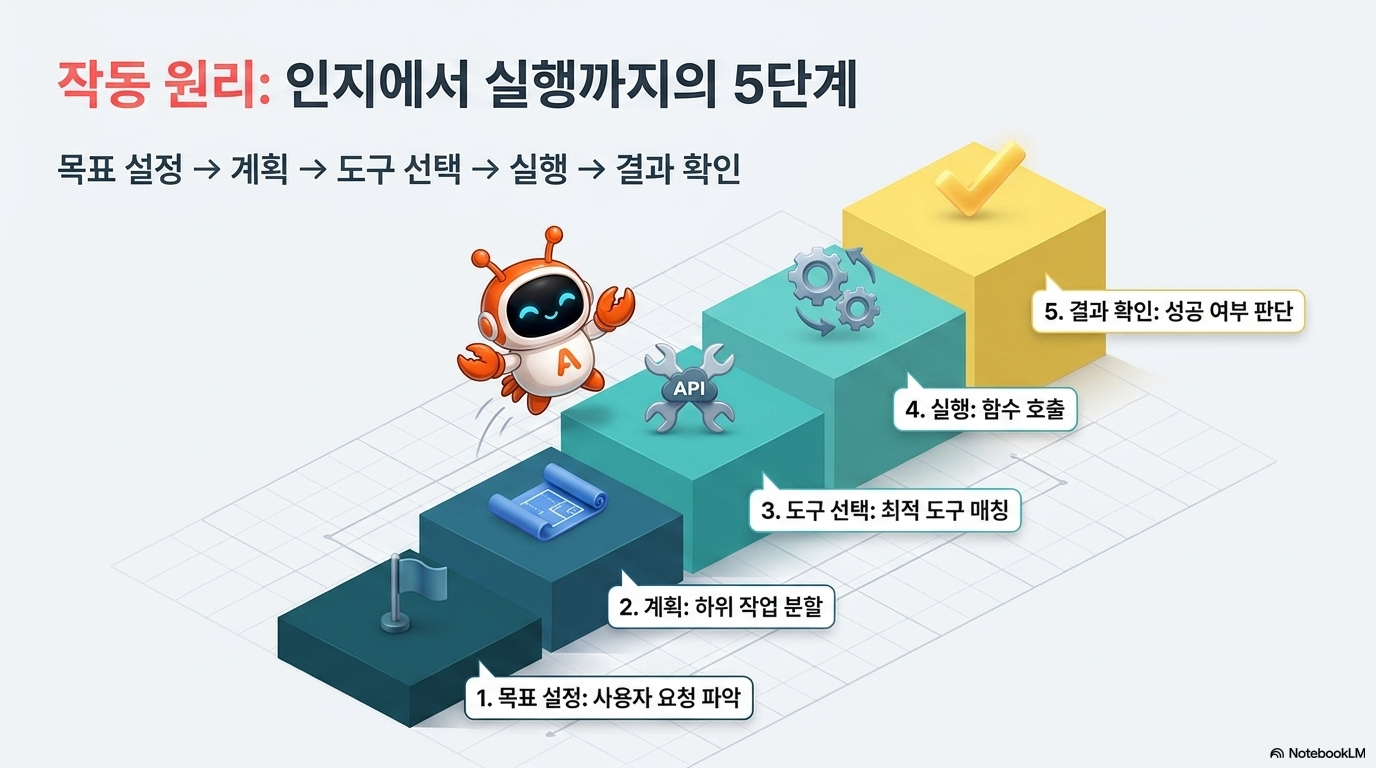 작동 원리: 인지에서 실행까지의 5단계
목표 설정 → 계획 → 도구 선택 → 실행 → 결과 확인
5. 결과 확인: 성공 여부 판단
4. 실행: 함수 호출
API
3. 도구 선택: 최적 도구 매칭
2. 계획: 하위 작업 분할
1. 목표 설정: 사용자 요청 파악
A
NotebookLM